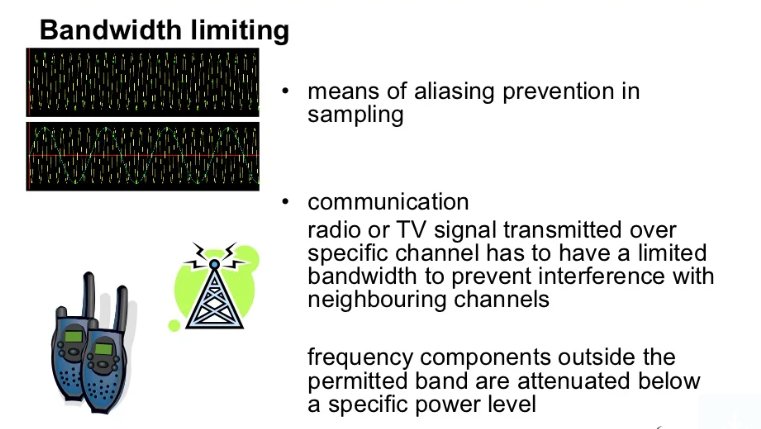 Bandwidth limiting
• means of aliasing prevention in
sampling
• communication
radio or TV signal transmitted over
specific channel has to have a limited
bandwidth to prevent interference with
neighbouring channels
frequency components outside the
permitted band are attenuated below
a specific power level